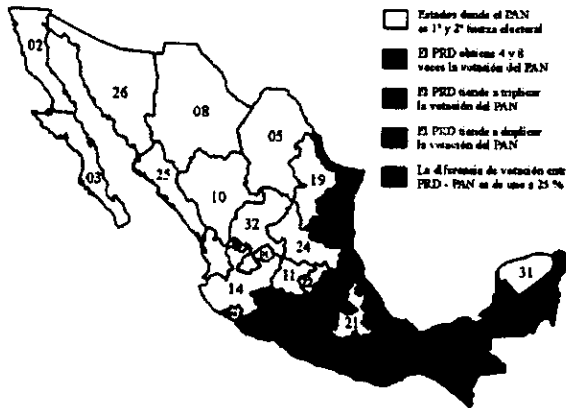 Estados donde el PAN
es 1ª y 2ª fuerza electoral
El PRD obtiene 4 y 8
veces la votación del PAN
El PRD tiende a triplicar
la votación del PAN
El PRD tiende a duplicar
la votación del PAN
La diferencia de votación entre
PRD - PAN es de uno a 25 %
02
26
08
05
03
25
10
19
32
24
14
11
21
31